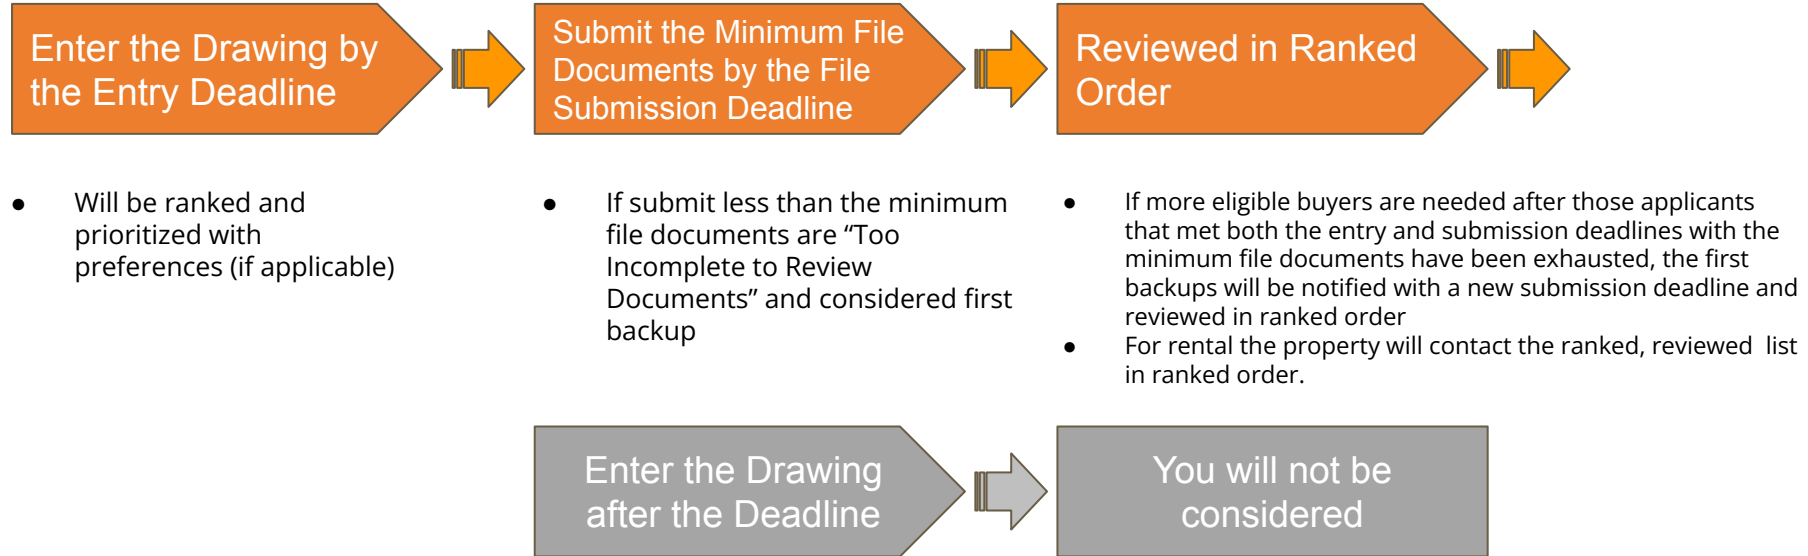 Enter the Drawing by
the Entry Deadline
Submit the Minimum File
Documents by the File
Submission Deadline
Reviewed in Ranked
Order
● Will be ranked and
prioritized with
preferences (if applicable)
● If submit less than the minimum
file documents are “Too
Incomplete to Review
Documents” and considered first
backup
● If more eligible buyers are needed after those applicants
that met both the entry and submission deadlines with the
minimum file documents have been exhausted, the first
backups will be notified with a new submission deadline and
reviewed in ranked order
● For rental the property will contact the ranked, reviewed list
in ranked order.
Enter the Drawing
after the Deadline
You will not be
considered